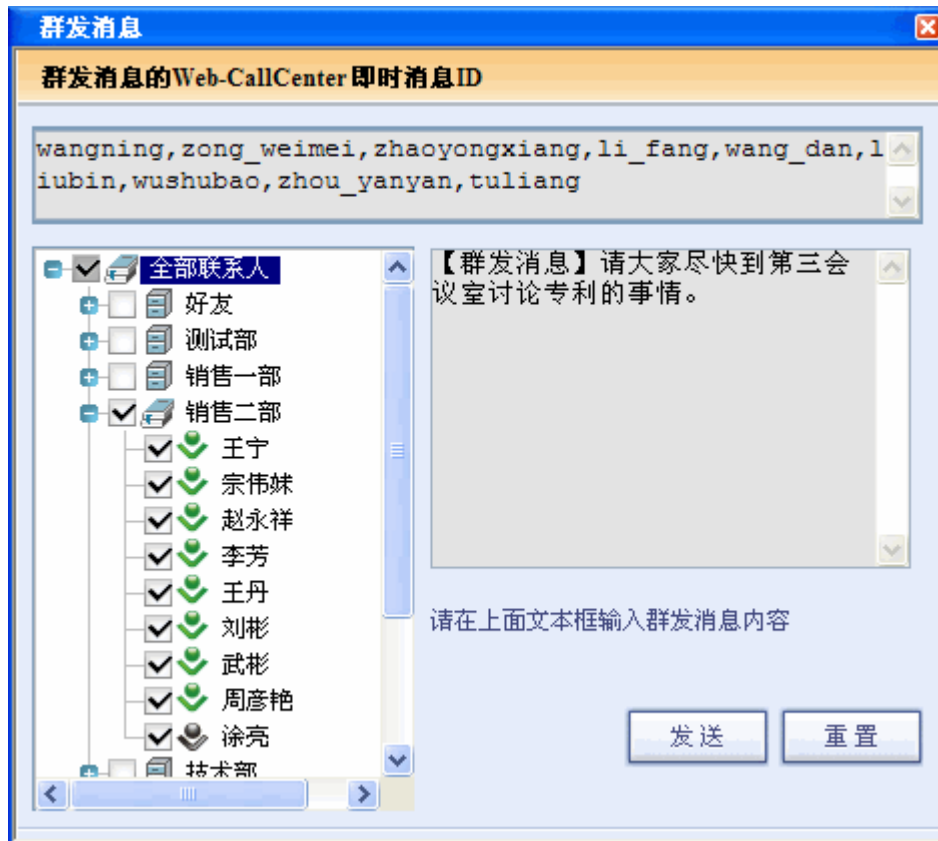 群发消息
群发消息的Web-CallCenter即时消息ID
wangning,zong_weimei,zhaoyongxiang,li_fang,wang_dan,l
iubin,wushubao,zhou_yanyan,tuliang
全部联系人
好友
测试部
销售一部
销售二部
王宁
宗伟妹
赵永祥
李芳
王丹
刘彬
武彬
周彦艳
涂亮
技术部
【群发消息】请大家尽快到第三会
议室讨论专利的事情。
请在上面文本框输入群发消息内容
发送
重置